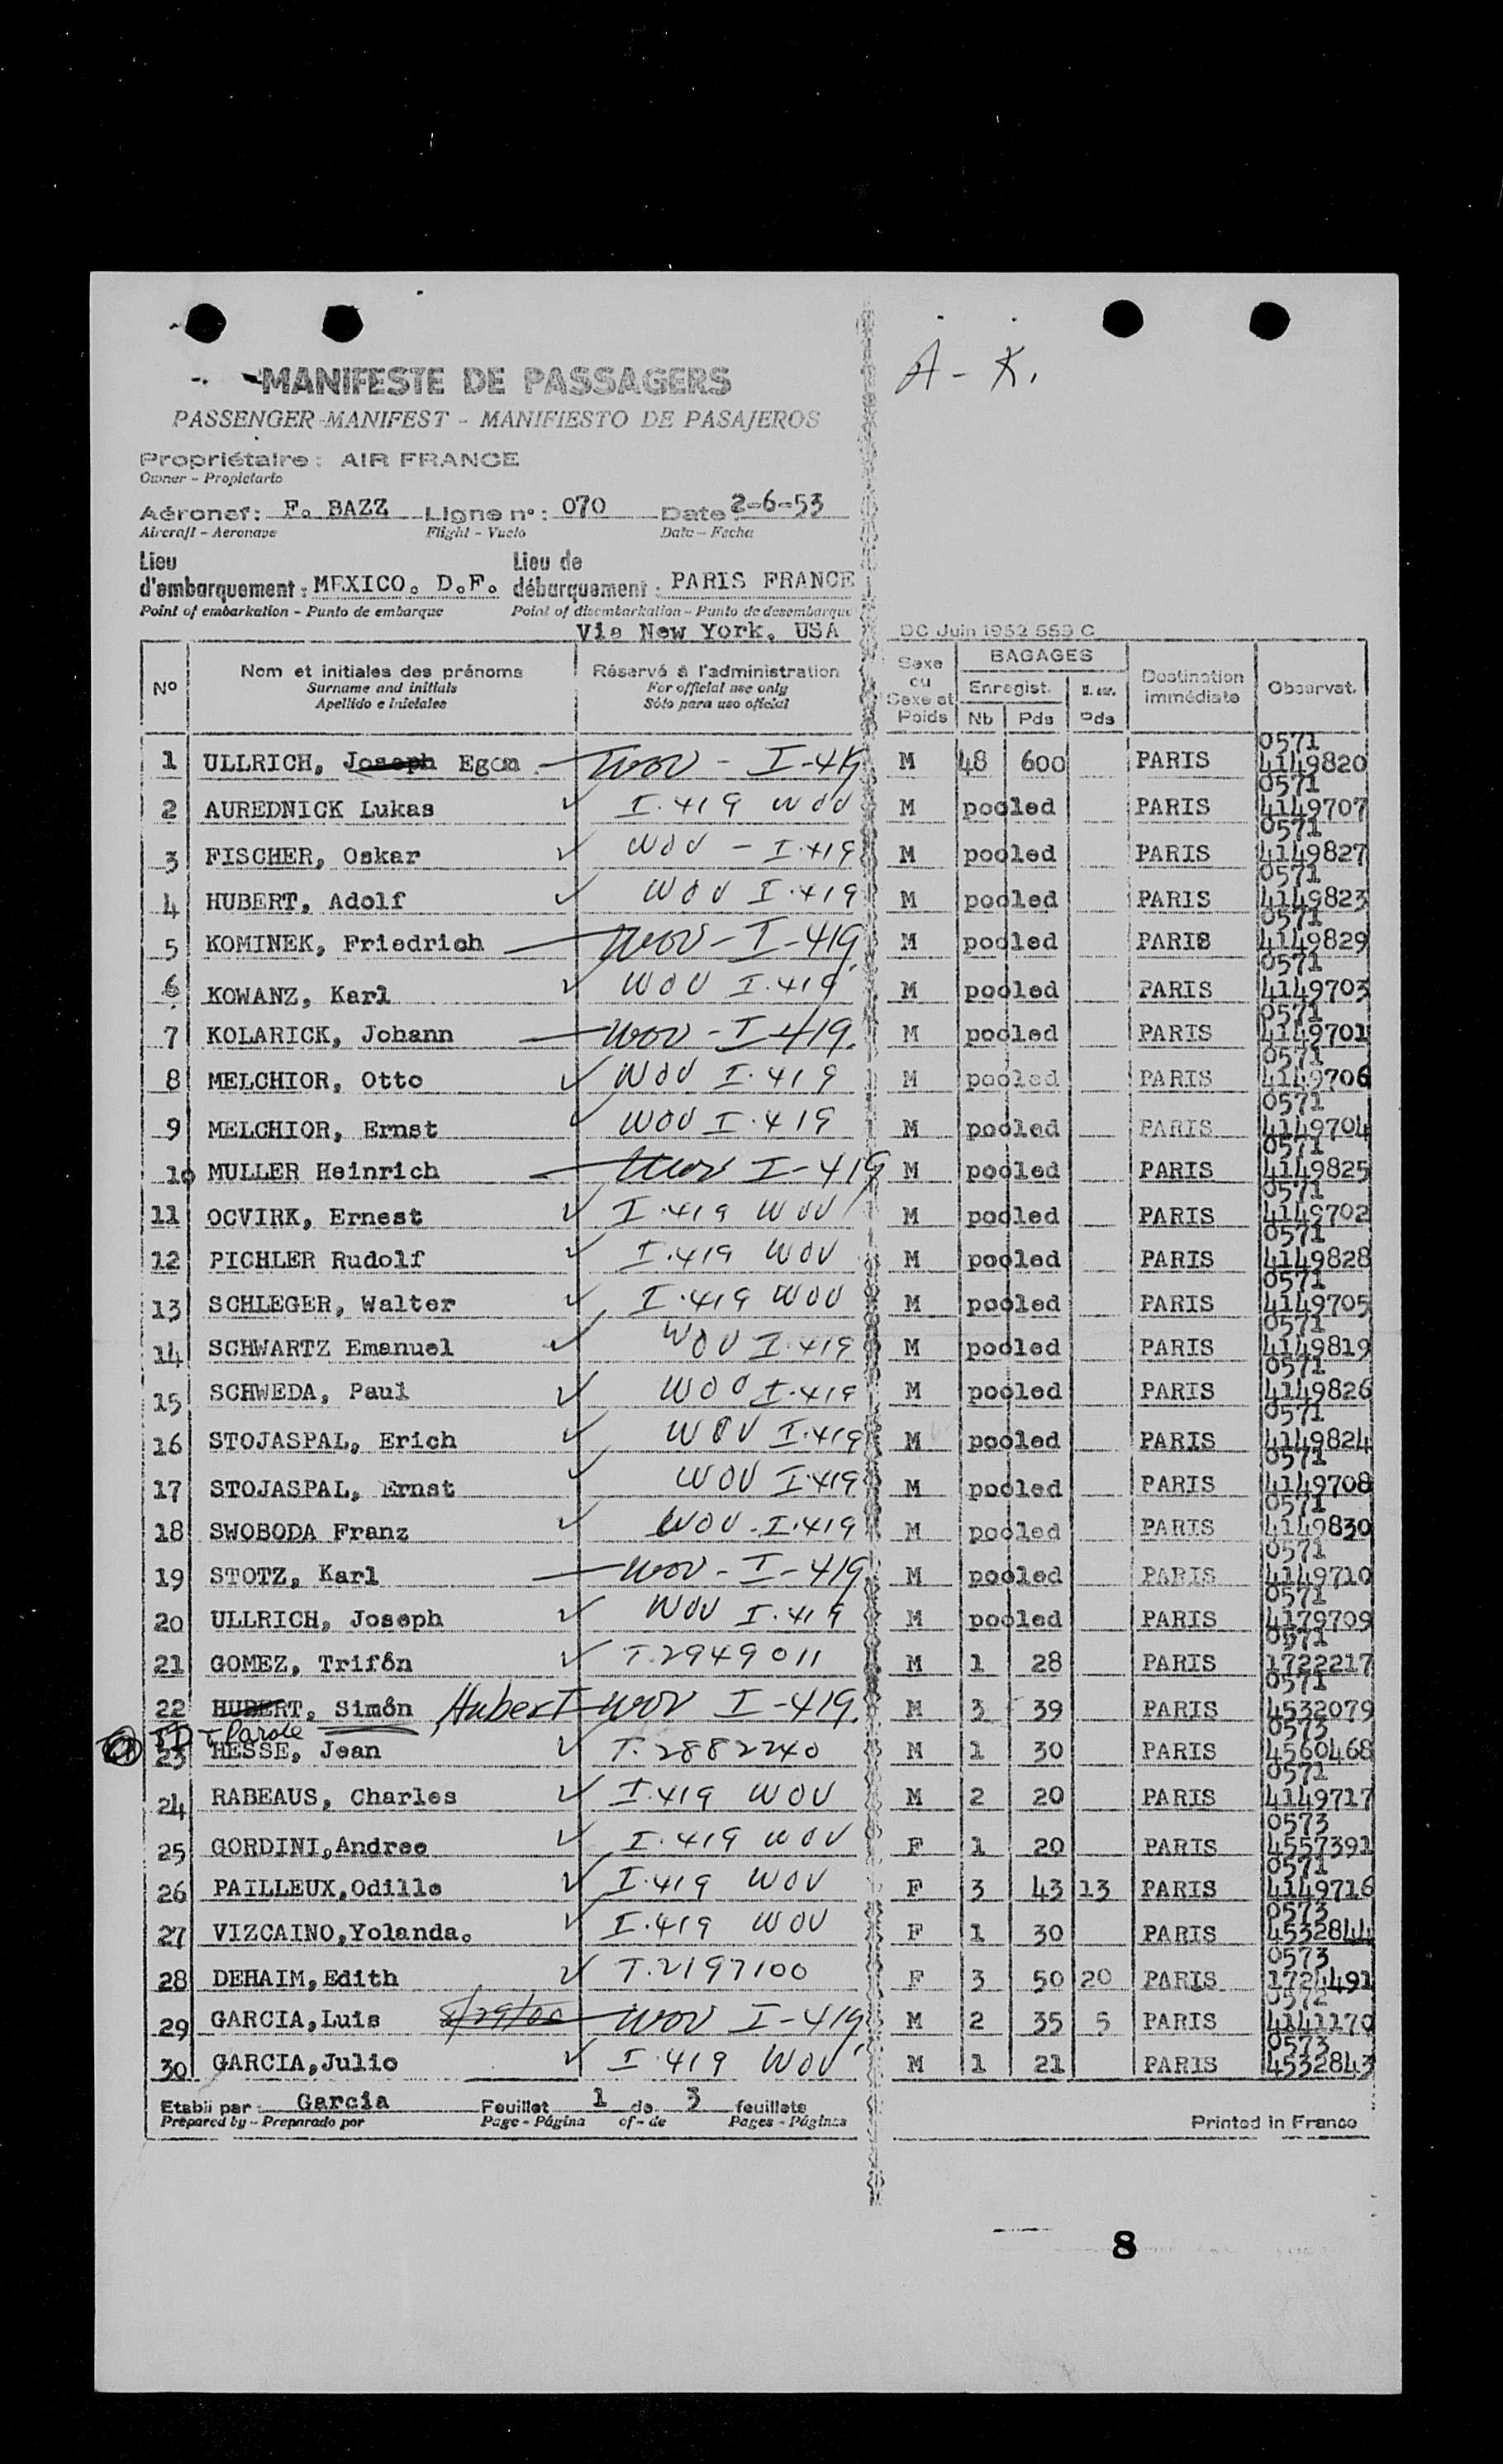 A - K.
MANIFESTE DE PASSAGERS
PASSENGER-MANIFEST - MANIFIESTO DE PASAJEROS
Propriétaire : AIR FRANCE
Owner - Propietario
Aéronef : F. BAZZ Ligne n° : 070 Date : 2-6-53
Aircraft - Aeronave Flight - Vuelo Date - Fecha
Lieu d'embarquement : MEXICO. D.F. Lieu de débarquement : PARIS FRANCE
Point of embarkation - Punto de embarque Point of disembarkation - Punto de desembarque
Via New York, USA DC Juin 1952 559 C
N° Nom et initiales des prénoms Réservé à l'administration Sexe ou Sexe et Poids BAGAGES Destination immédiate Observat.
Surname and initials For official use only Enregist.
Apellido e iniciales Sólo para uso oficial Nb Pds Pds
1 ULLRICH, Joseph Egon WOV - I-419 M 48 600 PARIS 0571 4149820
2 AUREDNICK Lukas ✓ I.419 WOV M pooled PARIS 0571 4149707
3 FISCHER, Oskar ✓ WOV - I.419 M pooled PARIS 0571 4149827
4 HUBERT, Adolf ✓ WOV I.419 M pooled PARIS 0571 4149823
5 KOMINEK, Friedrich WOV - I-419 M pooled PARIS 0571 4149829
6 KOWANZ, Karl ✓ WOV I.419 M pooled PARIS 0571 4149703
7 KOLARICK, Johann WOV - I-419. M pooled PARIS 0571 4149701
8 MELCHIOR, Otto ✓ WOV I.419 M pooled PARIS 0571 4149706
9 MELCHIOR, Ernst ✓ WOV I.419 M pooled PARIS 0571 4149704
10 MULLER Heinrich WOV I-419 M pooled PARIS 0571 4149825
11 OCVIRK, Ernest ✓ I.419 WOV M pooled PARIS 0571 4149702
12 PICHLER Rudolf ✓ I.419 WOV M pooled PARIS 0571 4149828
13 SCHLEGER, Walter ✓ I.419 WOV M pooled PARIS 0571 4149705
14 SCHWARTZ Emanuel ✓ WOV I.419 M pooled PARIS 0571 4149819
15 SCHWEDA, Paul ✓ WOV I.419 M pooled PARIS 0571 4149826
16 STOJASPAL, Erich ✓ WOV I.419 M pooled PARIS 0571 4149824
17 STOJASPAL, Ernst ✓ WOV I.419 M pooled PARIS 0571 4149708
18 SWOBODA Franz ✓ WOV - I.419 M pooled PARIS 0571 4149830
19 STOTZ, Karl WOV - I-419 M pooled PARIS 0571 4149710
20 ULLRICH, Joseph ✓ WOV I.419 M pooled PARIS 0571 4179709
21 GOMEZ, Trifôn ✓ T.2949011 M 1 28 PARIS 0571 1722217
22 HUBERT, Simôn Hubert WOV I-419. M 3 39 PARIS 0571 4532079
TD + Parole
23 HESSE, Jean ✓ T.2882240 M 1 30 PARIS 0573 4560468
24 RABEAUS, Charles ✓ I.419 WOV M 2 20 PARIS 0571 4149717
25 GORDINI,Andree ✓ I.419 WOV F 1 20 PARIS 0573 4557391
26 PAILLEUX,Odille ✓ I.419 WOV F 3 43 13 PARIS 0571 4149716
27 VIZCAINO,Yolanda. ✓ I.419 WOV F 1 30 PARIS 0573 4532844
28 DEHAIM,Edith ✓ T.2197100 F 3 50 20 PARIS 0573 1724491
29 GARCIA,Luis WOV I-419 M 2 35 5 PARIS 0572 4141170
30 GARCIA,Julio ✓ I.419 WOV M 1 21 PARIS 0573 4532843
Etabli par : Garcia Feuillet 1 de 3 feuillets
Prepared by - Preparado por Page - Página of - de Pages - Páginas Printed in France
8